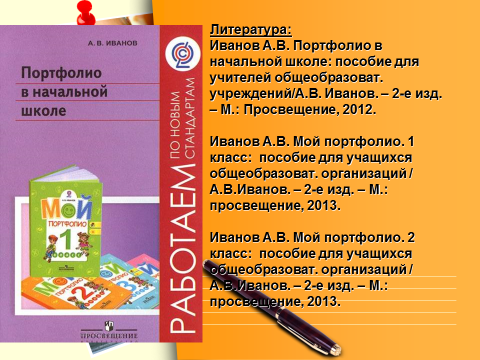 А. В. ИВАНОВ
Портфолио
в начальной
школе
МОЙ
ПОРТФОЛИО
1
2
3
ПРОСВЕЩЕНИЕ
РАБОТАЕМ
ПО НОВЫМ
СТАНДАРТАМ
Литература:
Иванов А.В. Портфолио в
начальной школе: пособие для
учителей общеобразоват.
учреждений/А.В. Иванов. – 2-е изд.
– М.: Просвещение, 2012.
Иванов А.В. Мой портфолио. 1
класс: пособие для учащихся
общеобразоват. организаций /
А.В.Иванов. – 2-е изд. – М.:
просвещение, 2013.
Иванов А.В. Мой портфолио. 2
класс: пособие для учащихся
общеобразоват. организаций /
А.В.Иванов. – 2-е изд. – М.:
просвещение, 2013.